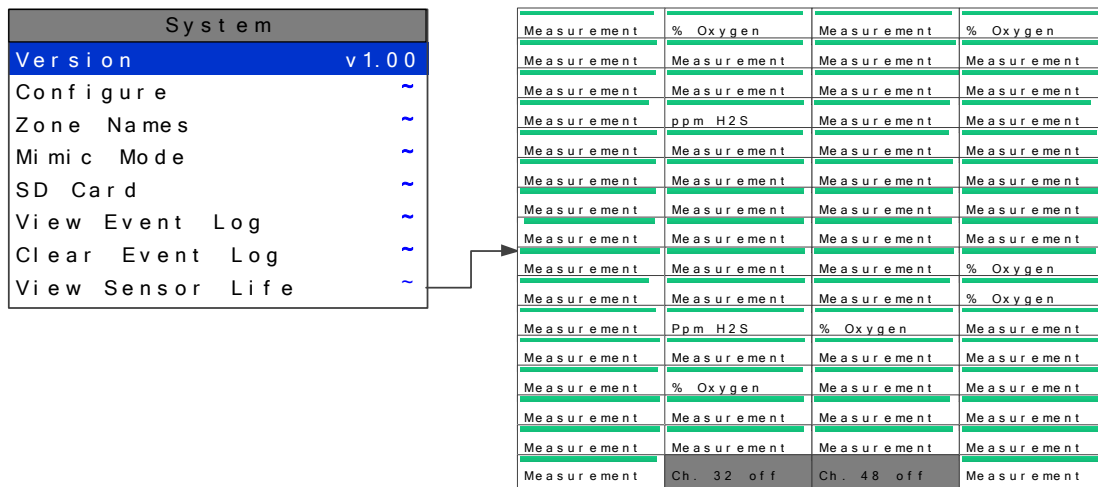 System
Version v1.00
Configure ~
Zone Names ~
Mimic Mode ~
SD Card ~
View Event Log ~
Clear Event Log ~
View Sensor Life ~
Measurement % Oxygen Measurement % Oxygen
Measurement Measurement Measurement Measurement
Measurement Measurement Measurement Measurement
Measurement ppm H2S Measurement Measurement
Measurement Measurement Measurement Measurement
Measurement Measurement Measurement Measurement
Measurement Measurement Measurement Measurement
Measurement Measurement Measurement Measurement
Measurement Measurement Measurement % Oxygen
Measurement Measurement Measurement % Oxygen
Measurement Ppm H2S % Oxygen Measurement
Measurement Measurement Measurement Measurement
Measurement % Oxygen Measurement Measurement
Measurement Measurement Measurement Measurement
Measurement Measurement Measurement Measurement
Measurement Ch. 32 off Ch. 48 off Measurement